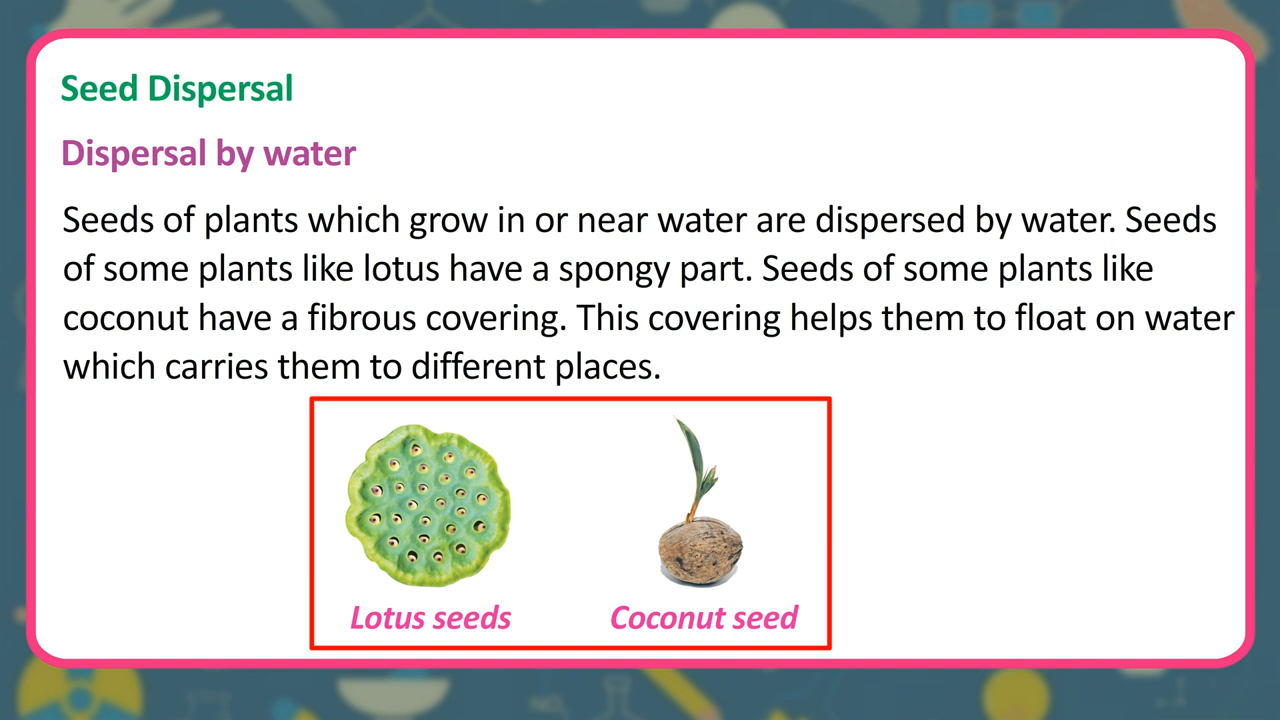 Seed Dispersal
Dispersal by water
Seeds of plants which grow in or near water are dispersed by water. Seeds
of some plants like lotus have a spongy part. Seeds of some plants like
coconut have a fibrous covering. This covering helps them to float on water
which carries them to different places.
Lotus seeds
Coconut seed